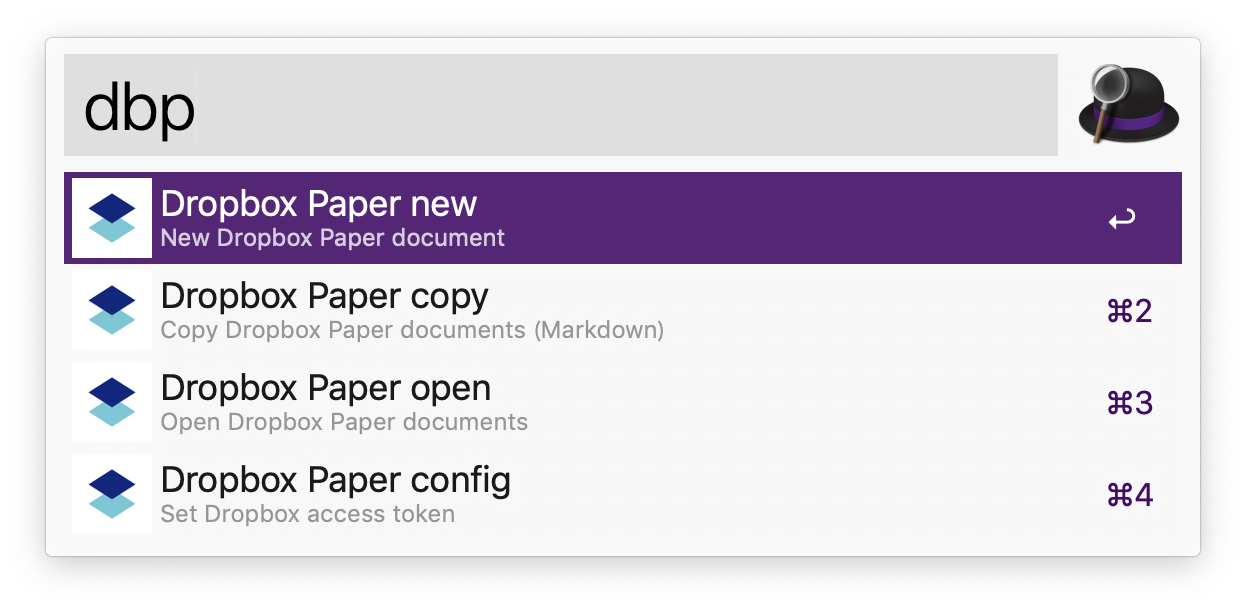 dbp
Dropbox Paper new
New Dropbox Paper document
↩
Dropbox Paper copy
Copy Dropbox Paper documents (Markdown)
⌘2
Dropbox Paper open
Open Dropbox Paper documents
⌘3
Dropbox Paper config
Set Dropbox access token
⌘4